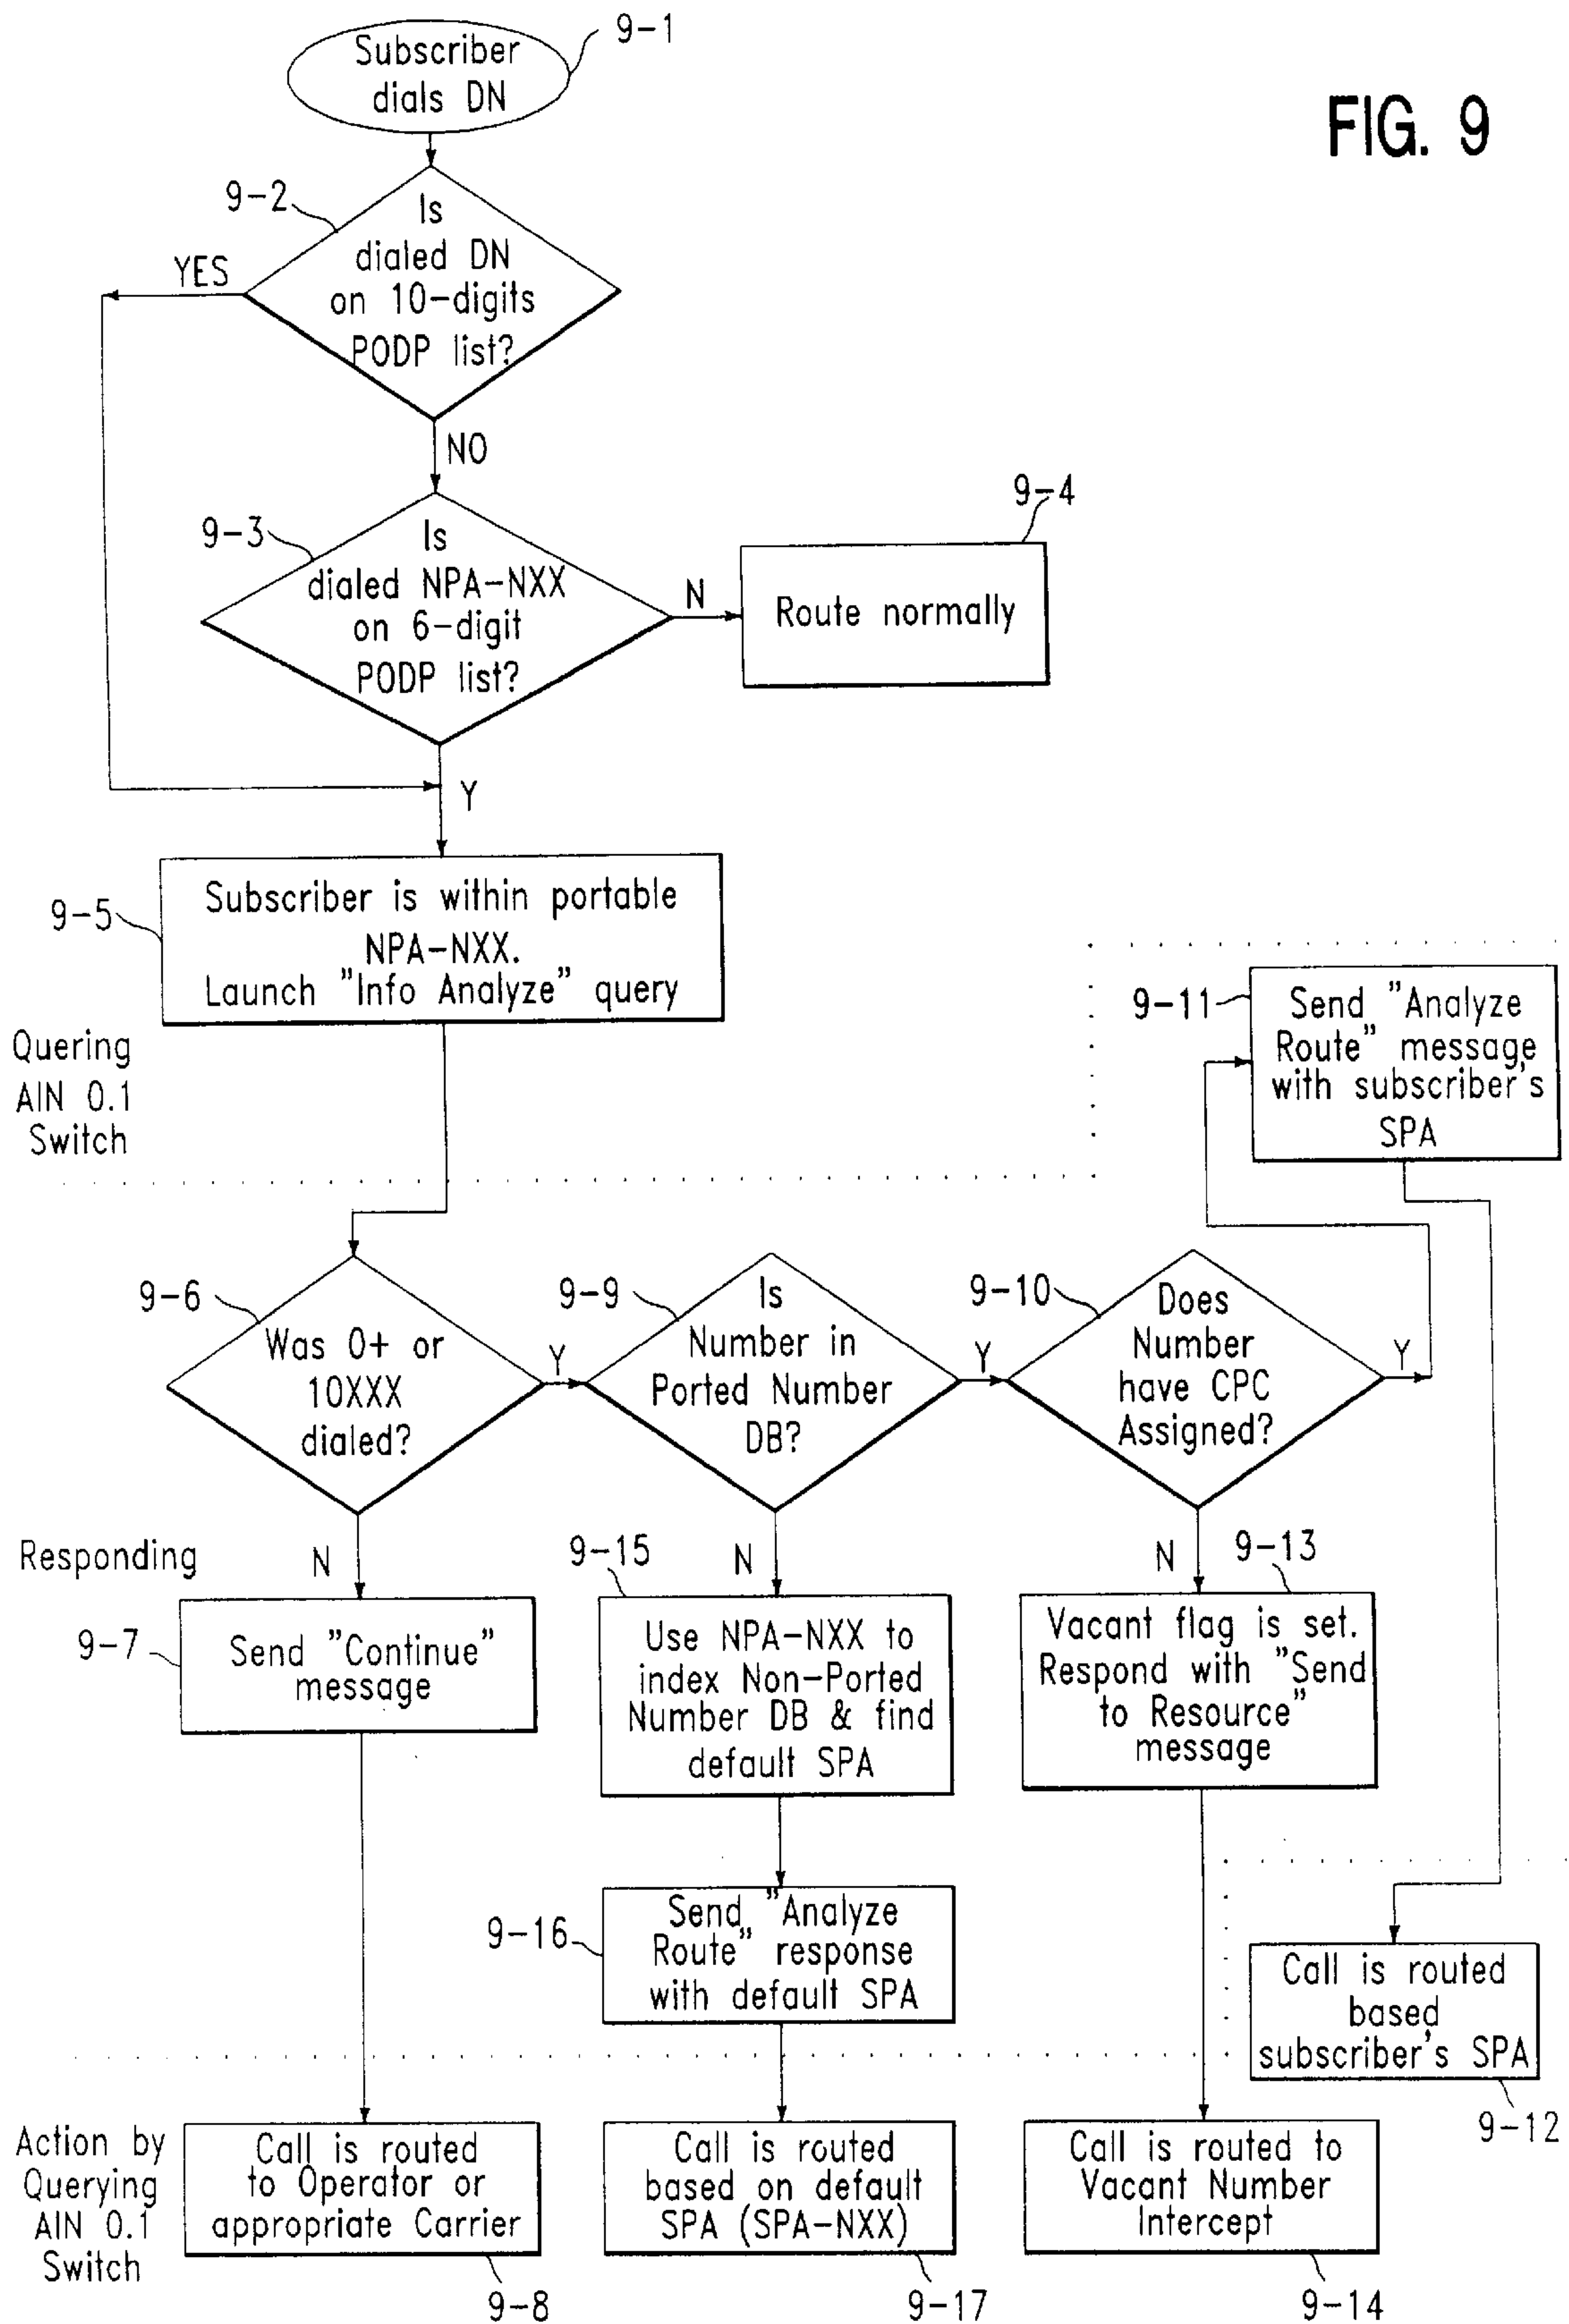 FIG. 9
Subscriber
dials DN
9-1
9-2
Is
dialed DN
on 10-digits
PODP list?
YES
NO
9-3
Is
dialed NPA-NXX
on 6-digit
PODP list?
N
9-4
Route normally
Y
9-5
Subscriber is within portable
NPA-NXX.
Launch "Info Analyze" query
Quering
AIN 0.1
Switch
9-11
Send "Analyze
Route" message
with subscriber's
SPA
9-6
Was 0+ or
10XXX
dialed?
Y
9-9
Is
Number in
Ported Number
DB?
Y
9-10
Does
Number
have CPC
Assigned?
Y
Responding
N
9-7
Send "Continue"
message
9-15
N
Use NPA-NXX to
index Non-Ported
Number DB & find
default SPA
N
9-13
Vacant flag is set.
Respond with "Send
to Resource"
message
9-16
Send "Analyze
Route" response
with default SPA
Call is routed
based
subscriber's SPA
9-12
Action by
Querying
AIN 0.1
Switch
Call is routed
to Operator or
appropriate Carrier
9-8
Call is routed
based on default
SPA (SPA-NXX)
9-17
Call is routed to
Vacant Number
Intercept
9-14